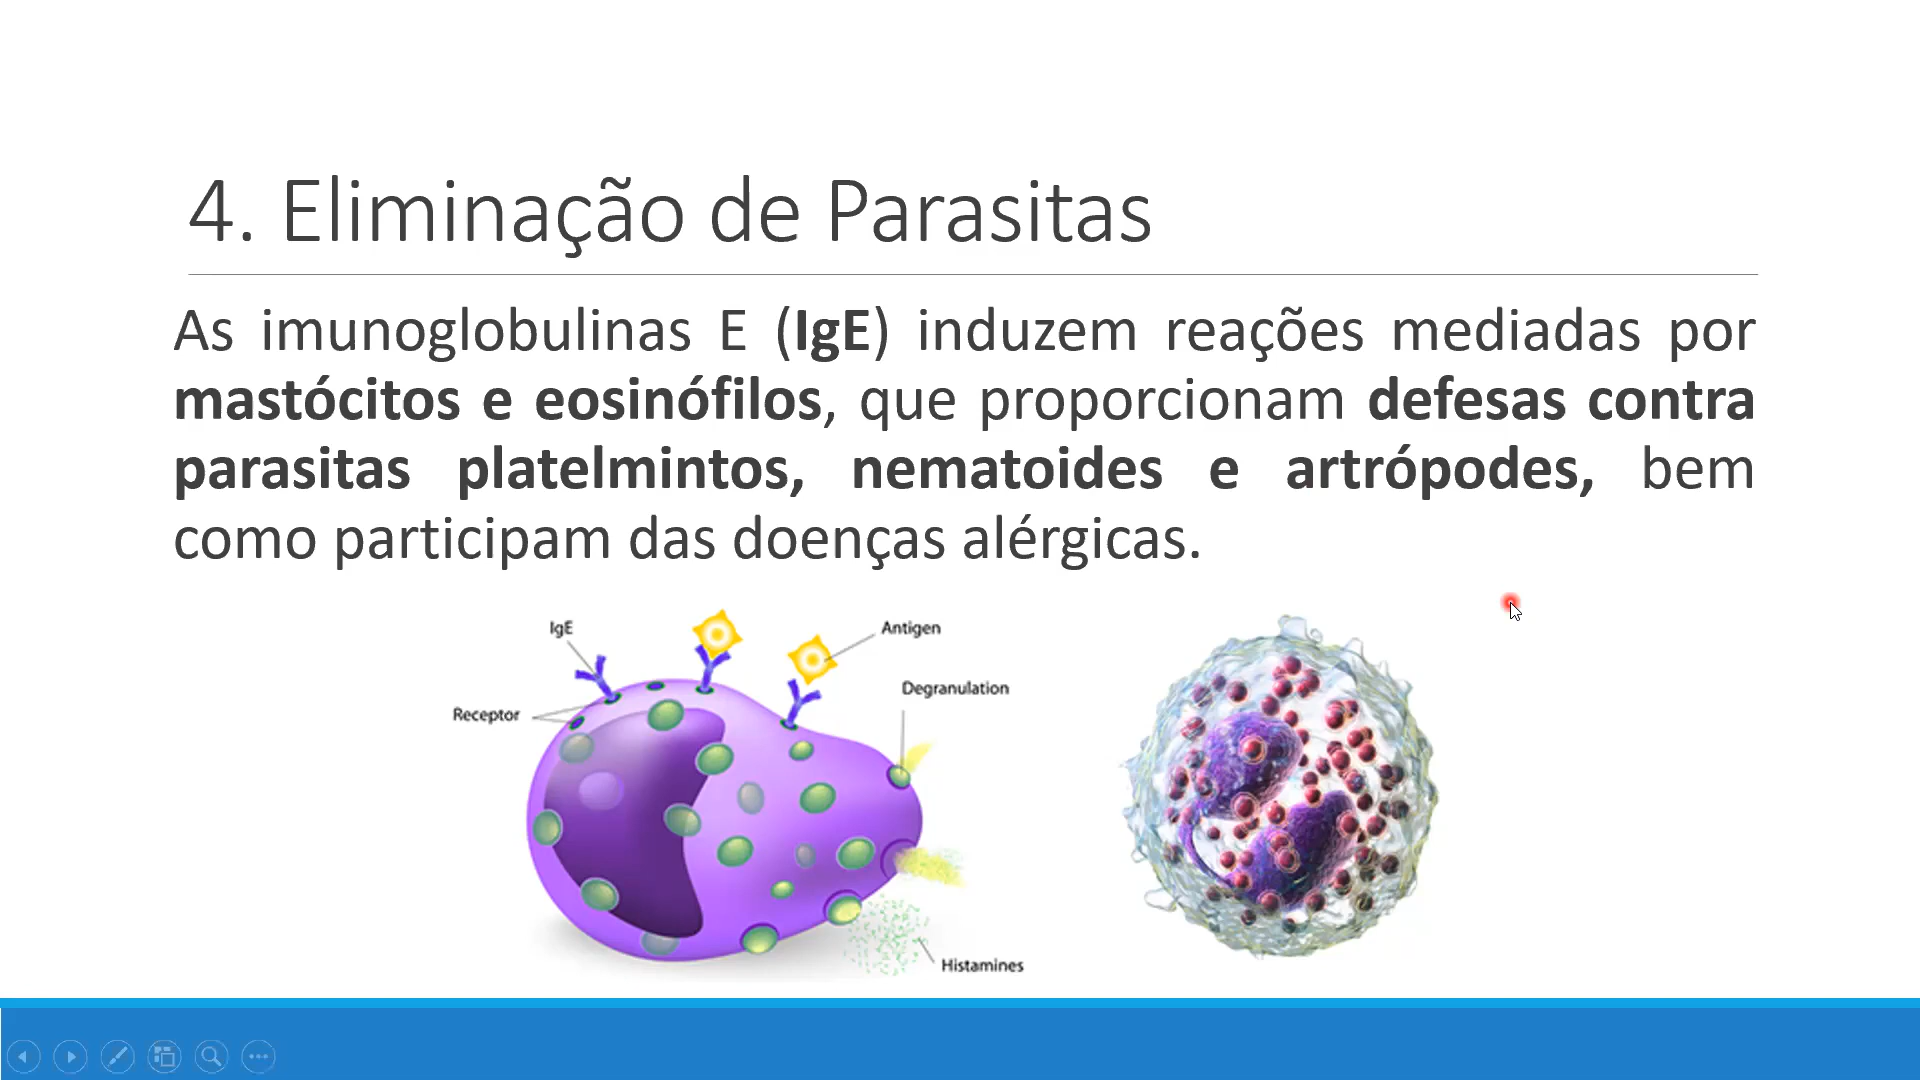 4. Eliminação de Parasitas
As imunoglobulinas E (IgE) induzem reações mediadas por
mastócitos e eosinófilos, que proporcionam defesas contra
parasitas platelmintos, nematoides e artrópodes, bem
como participam das doenças alérgicas.
IgE
Antigen
Degranulation
Receptor
Histamines